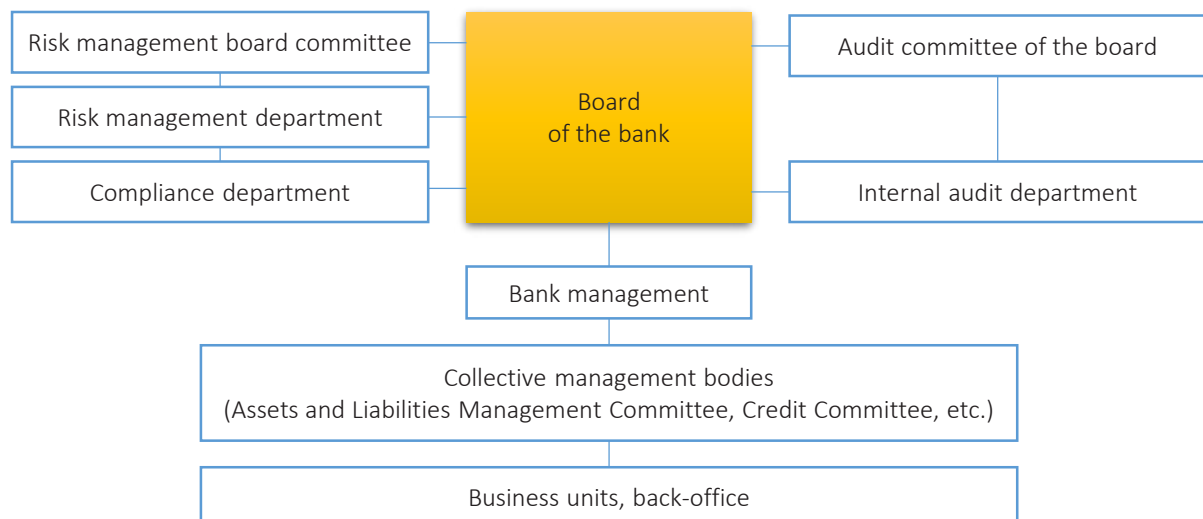 Risk management board committee
Risk management department
Compliance department
Board
of the bank
Audit committee of the board
Internal audit department
Bank management
Collective management bodies
(Assets and Liabilities Management Committee, Credit Committee, etc.)
Business units, back-office